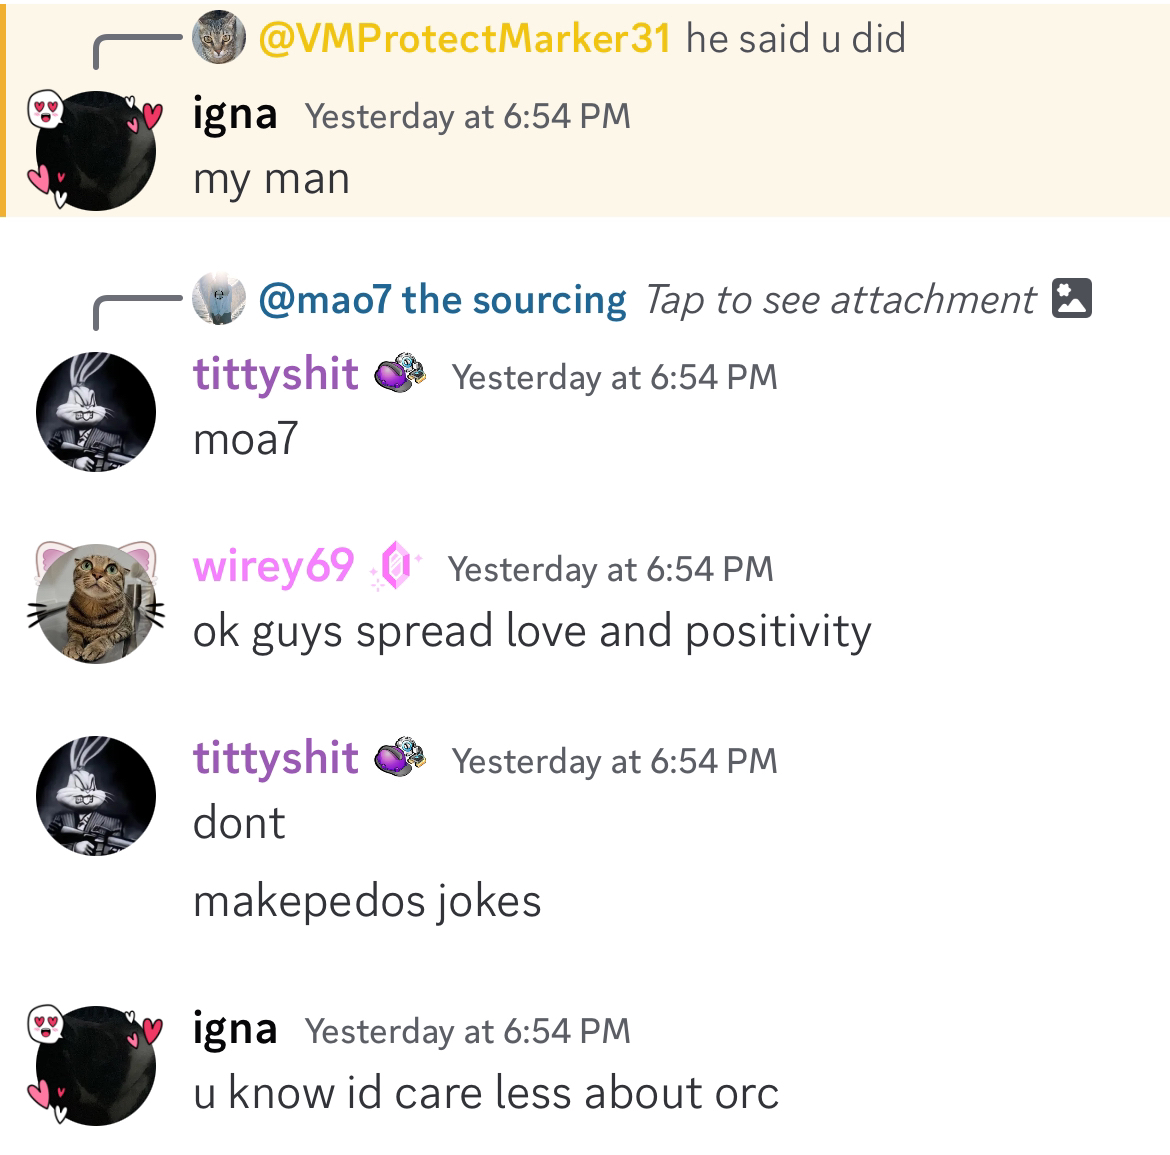 @VMProtectMarker31 he said u did
igna Yesterday at 6:54 PM
my man
@mao7 the sourcing Tap to see attachment
tittyshit Yesterday at 6:54 PM
moa7
wirey69 Yesterday at 6:54 PM
ok guys spread love and positivity
tittyshit Yesterday at 6:54 PM
dont
makepedos jokes
igna Yesterday at 6:54 PM
u know id care less about orc